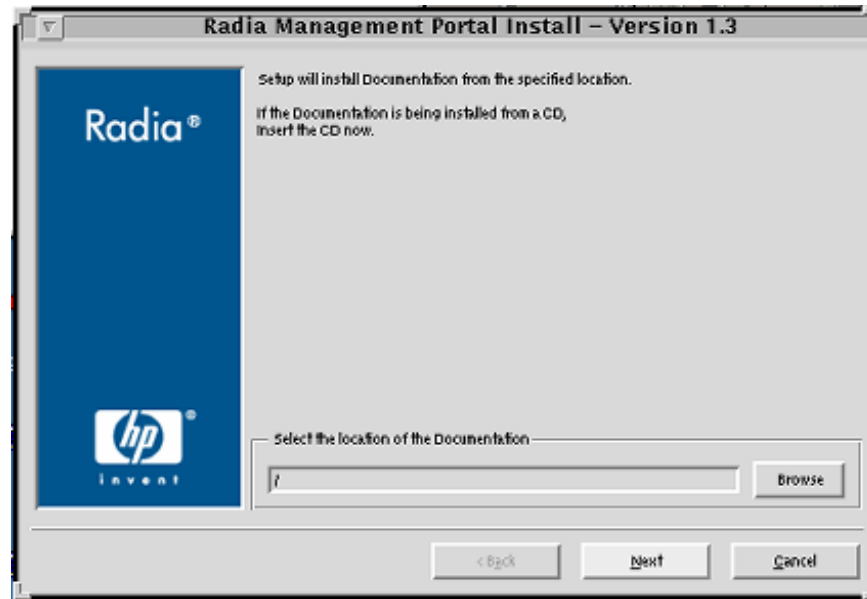 Radia Management Portal Install – Version 1.3
Radia®
Setup will install Documentation from the specified location.
If the Documentation is being installed from a CD,
Insert the CD now.
hp®
invent
Select the location of the Documentation
/
Browse
< Back
Next
Cancel